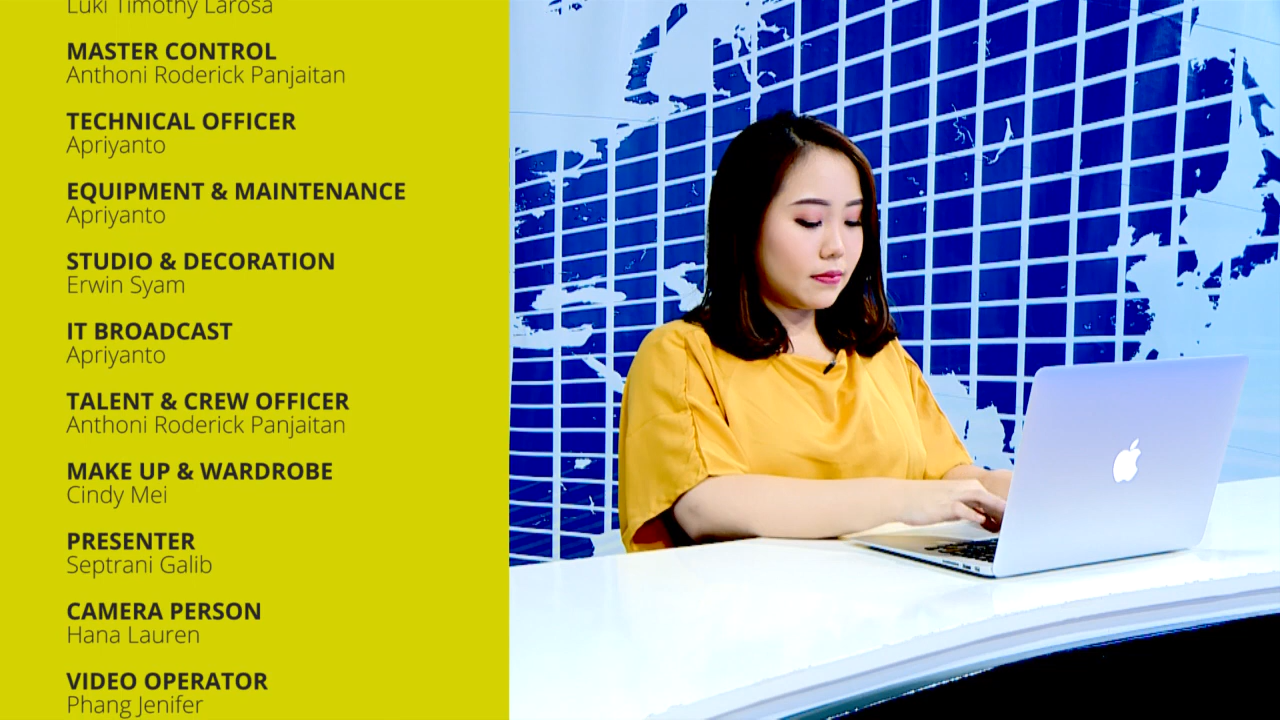 Luki Timothy Larosa
MASTER CONTROL
Anthoni Roderick Panjaitan
TECHNICAL OFFICER
Apriyanto
EQUIPMENT & MAINTENANCE
Apriyanto
STUDIO & DECORATION
Erwin Syam
IT BROADCAST
Apriyanto
TALENT & CREW OFFICER
Anthoni Roderick Panjaitan
MAKE UP & WARDROBE
Cindy Mei
PRESENTER
Septrani Galib
CAMERA PERSON
Hana Lauren
VIDEO OPERATOR
Phang Jenifer